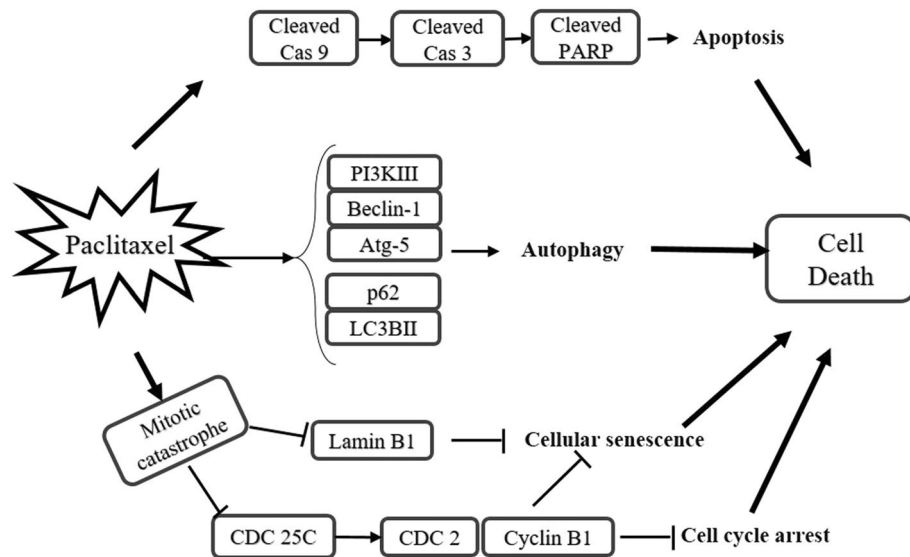 Cleaved
Cas 9
Cleaved
Cas 3
Cleaved
PARP
Apoptosis
Paclitaxel
PI3KIII
Beclin-1
Atg-5
p62
LC3BII
Autophagy
Cell
Death
Mitotic
catastrophe
Lamin B1
Cellular senescence
CDC 25C
CDC 2
Cyclin B1
Cell cycle arrest